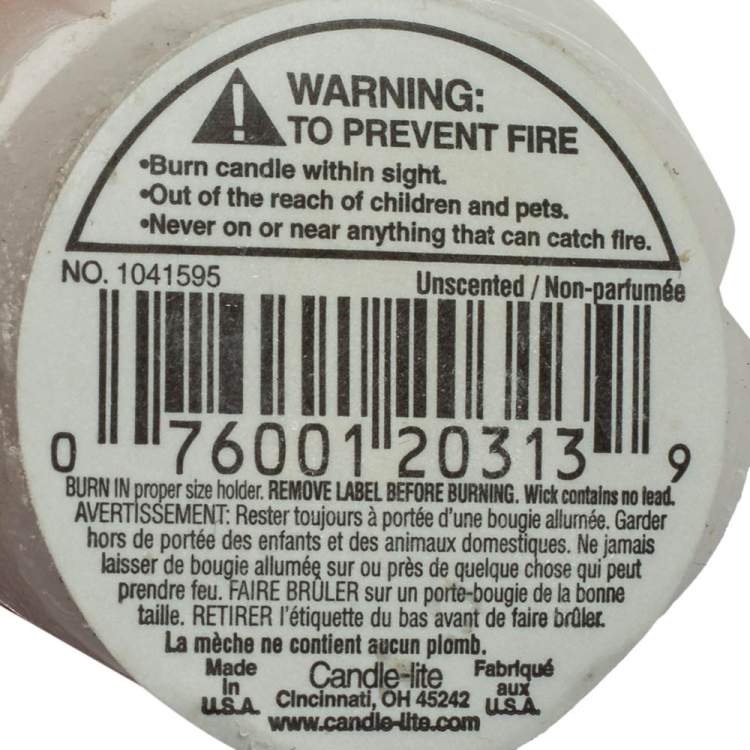 WARNING:
TO PREVENT FIRE
•Burn candle within sight.
•Out of the reach of children and pets.
•Never on or near anything that can catch fire.
NO. 1041595 Unscented / Non-parfumée
0 76001 20313 9
BURN IN proper size holder. REMOVE LABEL BEFORE BURNING. Wick contains no lead.
AVERTISSEMENT: Rester toujours à portée d'une bougie allumée. Garder
hors de portée des enfants et des animaux domestiques. Ne jamais
laisser de bougie allumée sur ou près de quelque chose qui peut
prendre feu. FAIRE BRÛLER sur un porte-bougie de la bonne
taille. RETIRER l'étiquette du bas avant de faire brûler.
La mèche ne contient aucun plomb.
Made in U.S.A.
Candle-lite
Cincinnati, OH 45242
www.candle-lite.com
Fabriqué aux U.S.A.